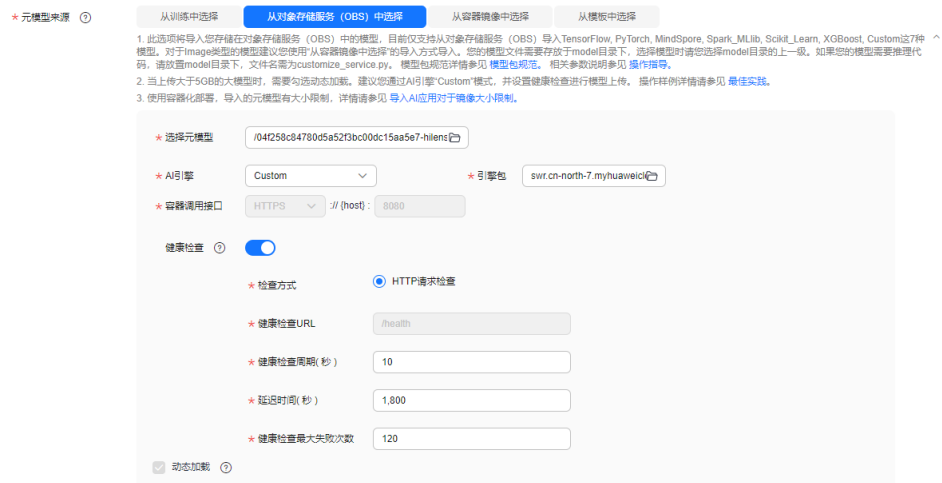 * 元模型来源 ?
从训练中选择 从对象存储服务（OBS）中选择 从容器镜像中选择 从模板中选择
1. 此选项将导入您存储在对象存储服务（OBS）中的模型，目前仅支持从对象存储服务（OBS）导入TensorFlow, PyTorch, MindSpore, Spark_MLlib, Scikit_Learn, XGBoost, Custom这7种
模型。对于Image类型的模型建议您使用“从容器镜像中选择”的导入方式导入。您的模型文件需要存放于model目录下，选择模型时请您选择model目录的上一级。如果您的模型需要推理代
码，请放置model目录下，文件名需为customize_service.py。 模型包规范详情参见 模型包规范。 相关参数说明参见 操作指导。
2. 当上传大于5GB的大模型时，需要勾选动态加载。建议您通过AI引擎“Custom”模式，并设置健康检查进行模型上传。 操作样例详情请参见 最佳实践。
3. 使用容器化部署，导入的元模型有大小限制，详情请参见 导入AI应用对于镜像大小限制。
* 选择元模型 /04f258c84780d5a52f3bc00dc15aa5e7-hilens
* AI引擎 Custom * 引擎包 swr.cn-north-7.myhuaweicl
* 容器调用接口 HTTPS :// {host} : 8080
健康检查 ?
* 检查方式 HTTP请求检查
* 健康检查URL /health
* 健康检查周期( 秒 ) 10
* 延迟时间( 秒 ) 1,800
* 健康检查最大失败次数 120
动态加载 ?